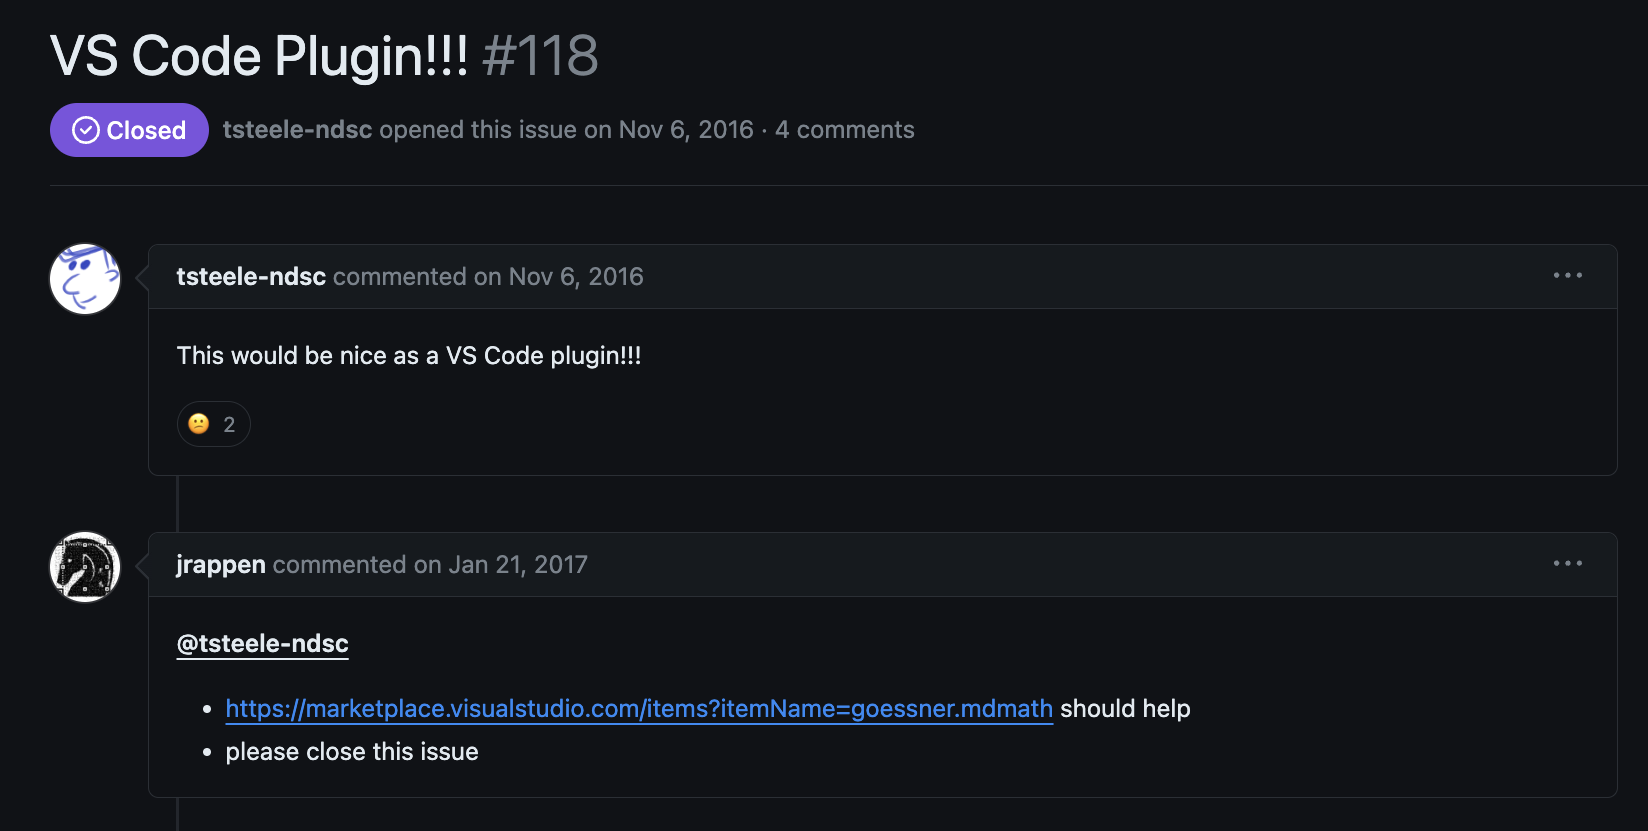 VS Code Plugin!!! #118
Closed tsteele-ndsc opened this issue on Nov 6, 2016 · 4 comments
tsteele-ndsc commented on Nov 6, 2016
This would be nice as a VS Code plugin!!!
😕 2
jrappen commented on Jan 21, 2017
@tsteele-ndsc
• https://marketplace.visualstudio.com/items?itemName=goessner.mdmath should help
• please close this issue